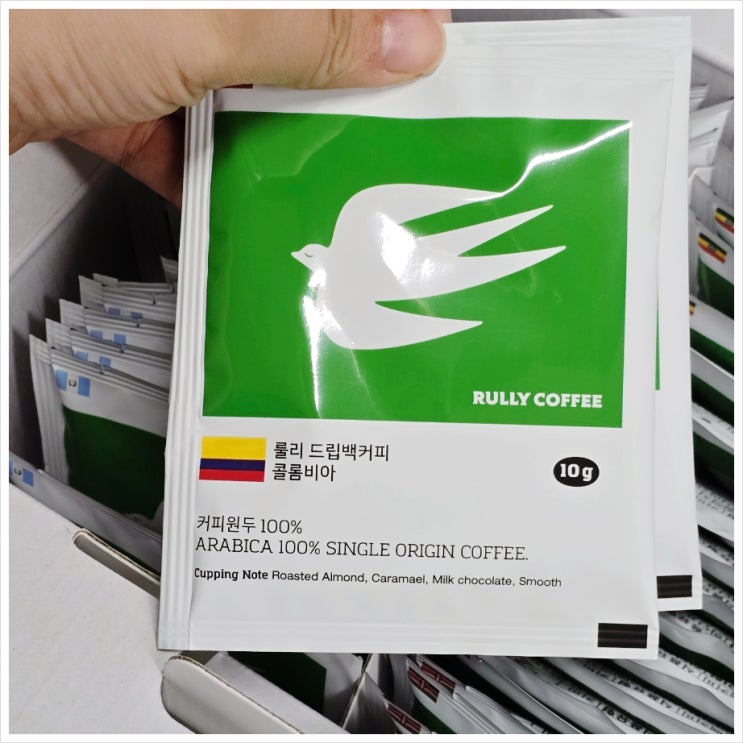 RULLY COFFEE
룰리 드립백커피
콜롬비아
10g
커피원두 100%
ARABICA 100% SINGLE ORIGIN COFFEE.
Cupping Note Roasted Almond, Caramael, Milk chocolate, Smooth